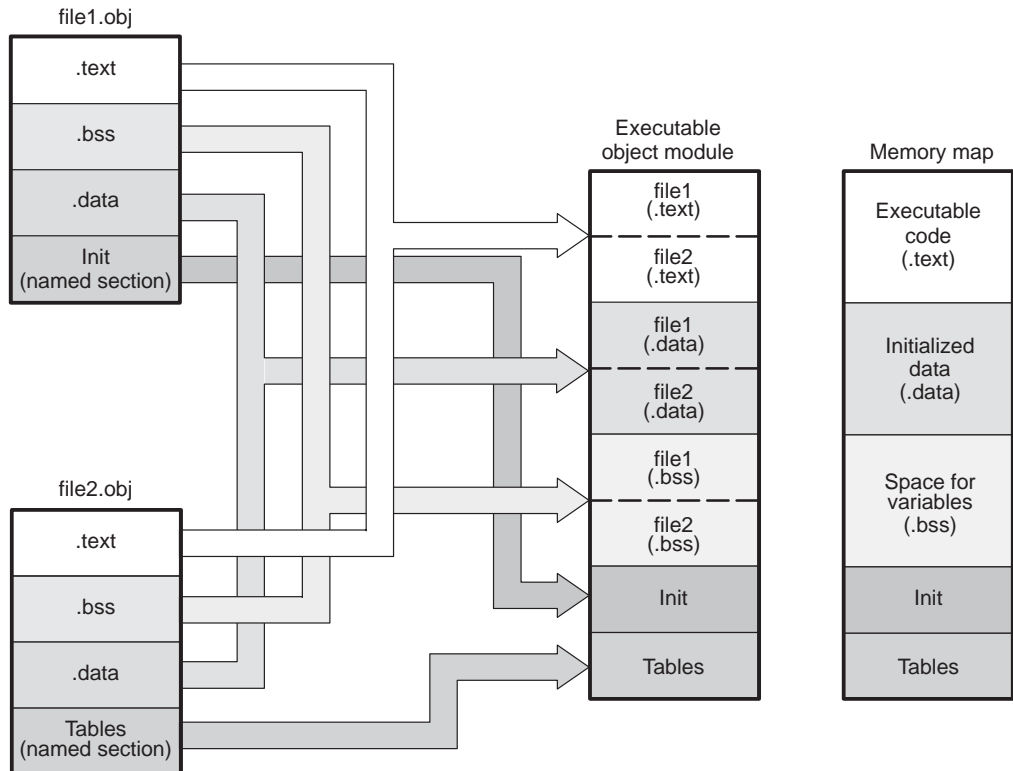 file1.obj
.text
.bss
.data
Init
(named section)
file2.obj
.text
.bss
.data
Tables
(named section)
Executable
object module
file1
(.text)
file2
(.text)
file1
(.data)
file2
(.data)
file1
(.bss)
file2
(.bss)
Init
Tables
Memory map
Executable
code
(.text)
Initialized
data
(.data)
Space for
variables
(.bss)
Init
Tables